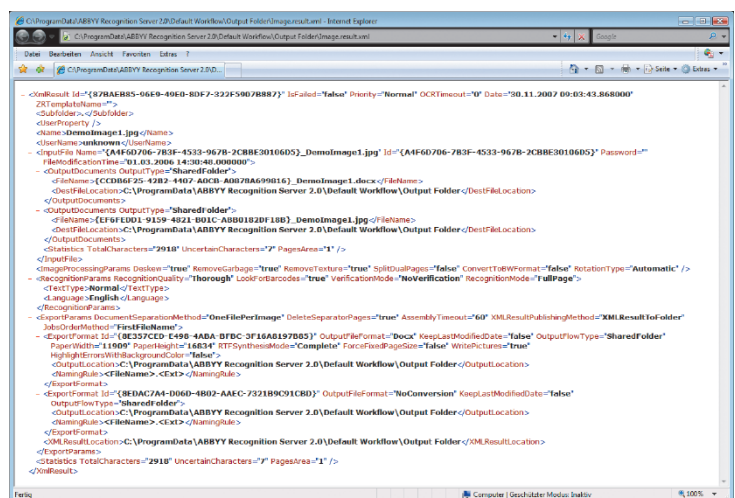 C:\ProgramData\ABBYY Recognition Server 2.0\Default Workflow\Output Folder\Image.result.xml - Internet Explorer
C:\ProgramData\ABBYY Recognition Server 2.0\Default Workflow\Output Folder\Image.result.xml
Google
Datei Bearbeiten Ansicht Favoriten Extras ?
C:\ProgramData\ABBYY Recognition Server 2.0\D...
Seite
Extras
- <XmlResult Id="{87BAEB85-96E9-49E0-8DF7-322F5907B887}" IsFailed="false" Priority="Normal" OCRTimeout="0" Date="30.11.2007 09:03:43.868000"
ZRTemplateName="">
<Subfolder>.</Subfolder>
<UserProperty />
<Name>DemoImage1.jpg</Name>
<UserName>unknown</UserName>
- <InputFile Name="{A4F6D706-7B3F-4533-967B-2CBBE30106D5}_DemoImage1.jpg" Id="{A4F6D706-7B3F-4533-967B-2CBBE30106D5}" Password=""
FileModificationTime="01.03.2006 14:30:48.000000">
- <OutputDocuments OutputType="SharedFolder">
<FileName>{CCDB6F25-42B2-4407-A0CB-A0878A699816}_DemoImage1.docx</FileName>
<DestFileLocation>C:\ProgramData\ABBYY Recognition Server 2.0\Default Workflow\Output Folder</DestFileLocation>
</OutputDocuments>
- <OutputDocuments OutputType="SharedFolder">
<FileName>{EF6FEDD1-9159-4821-B01C-ABB0182DF18B}_DemoImage1.jpg</FileName>
<DestFileLocation>C:\ProgramData\ABBYY Recognition Server 2.0\Default Workflow\Output Folder</DestFileLocation>
</OutputDocuments>
<Statistics TotalCharacters="2918" UncertainCharacters="7" PagesArea="1" />
</InputFile>
<ImageProcessingParams Deskew="true" RemoveGarbage="true" RemoveTexture="true" SplitDualPages="false" ConvertToBWFormat="false" RotationType="Automatic" />
- <RecognitionParams RecognitionQuality="Thorough" LookForBarcodes="true" VerificationMode="NoVerification" RecognitionMode="FullPage">
<TextType>Normal</TextType>
<Language>English</Language>
</RecognitionParams>
- <ExportParams DocumentSeparationMethod="OneFilePerImage" DeleteSeparatorPages="true" AssemblyTimeout="60" XMLResultPublishingMethod="XMLResultToFolder"
JobsOrderMethod="FirstFileName">
- <ExportFormat Id="{8E357CED-E498-4ABA-BFBC-3F16A8197B85}" OutputFileFormat="Docx" KeepLastModifiedDate="false" OutputFlowType="SharedFolder"
PaperWidth="11909" PaperHeight="16834" RTFSynthesisMode="Complete" ForceFixedPageSize="false" WritePictures="true"
HighlightErrorsWithBackgroundColor="false">
<OutputLocation>C:\ProgramData\ABBYY Recognition Server 2.0\Default Workflow\Output Folder</OutputLocation>
<NamingRule><FileName>.<Ext></NamingRule>
</ExportFormat>
- <ExportFormat Id="{8EDAC7A4-D06D-4B02-AAEC-7321B9C91CBD}" OutputFileFormat="NoConversion" KeepLastModifiedDate="false"
OutputFlowType="SharedFolder">
<OutputLocation>C:\ProgramData\ABBYY Recognition Server 2.0\Default Workflow\Output Folder</OutputLocation>
<NamingRule><FileName>.<Ext></NamingRule>
</ExportFormat>
<XMLResultLocation>C:\ProgramData\ABBYY Recognition Server 2.0\Default Workflow\Output Folder</XMLResultLocation>
</ExportParams>
<Statistics TotalCharacters="2918" UncertainCharacters="7" PagesArea="1" />
</XmlResult>
Fertig
Computer | Geschützter Modus: Inaktiv
100%